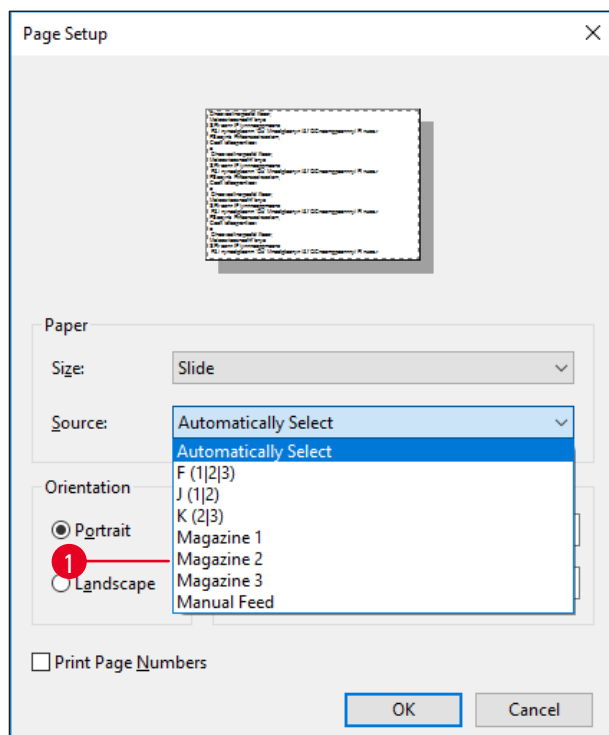 Page Setup
Paper
Size: Slide
Source: Automatically Select
Automatically Select
F (1|2|3)
J (1|2)
K (2|3)
Magazine 1
Magazine 2
Magazine 3
Manual Feed
Orientation
Portrait
1
Landscape
Print Page Numbers
OK Cancel